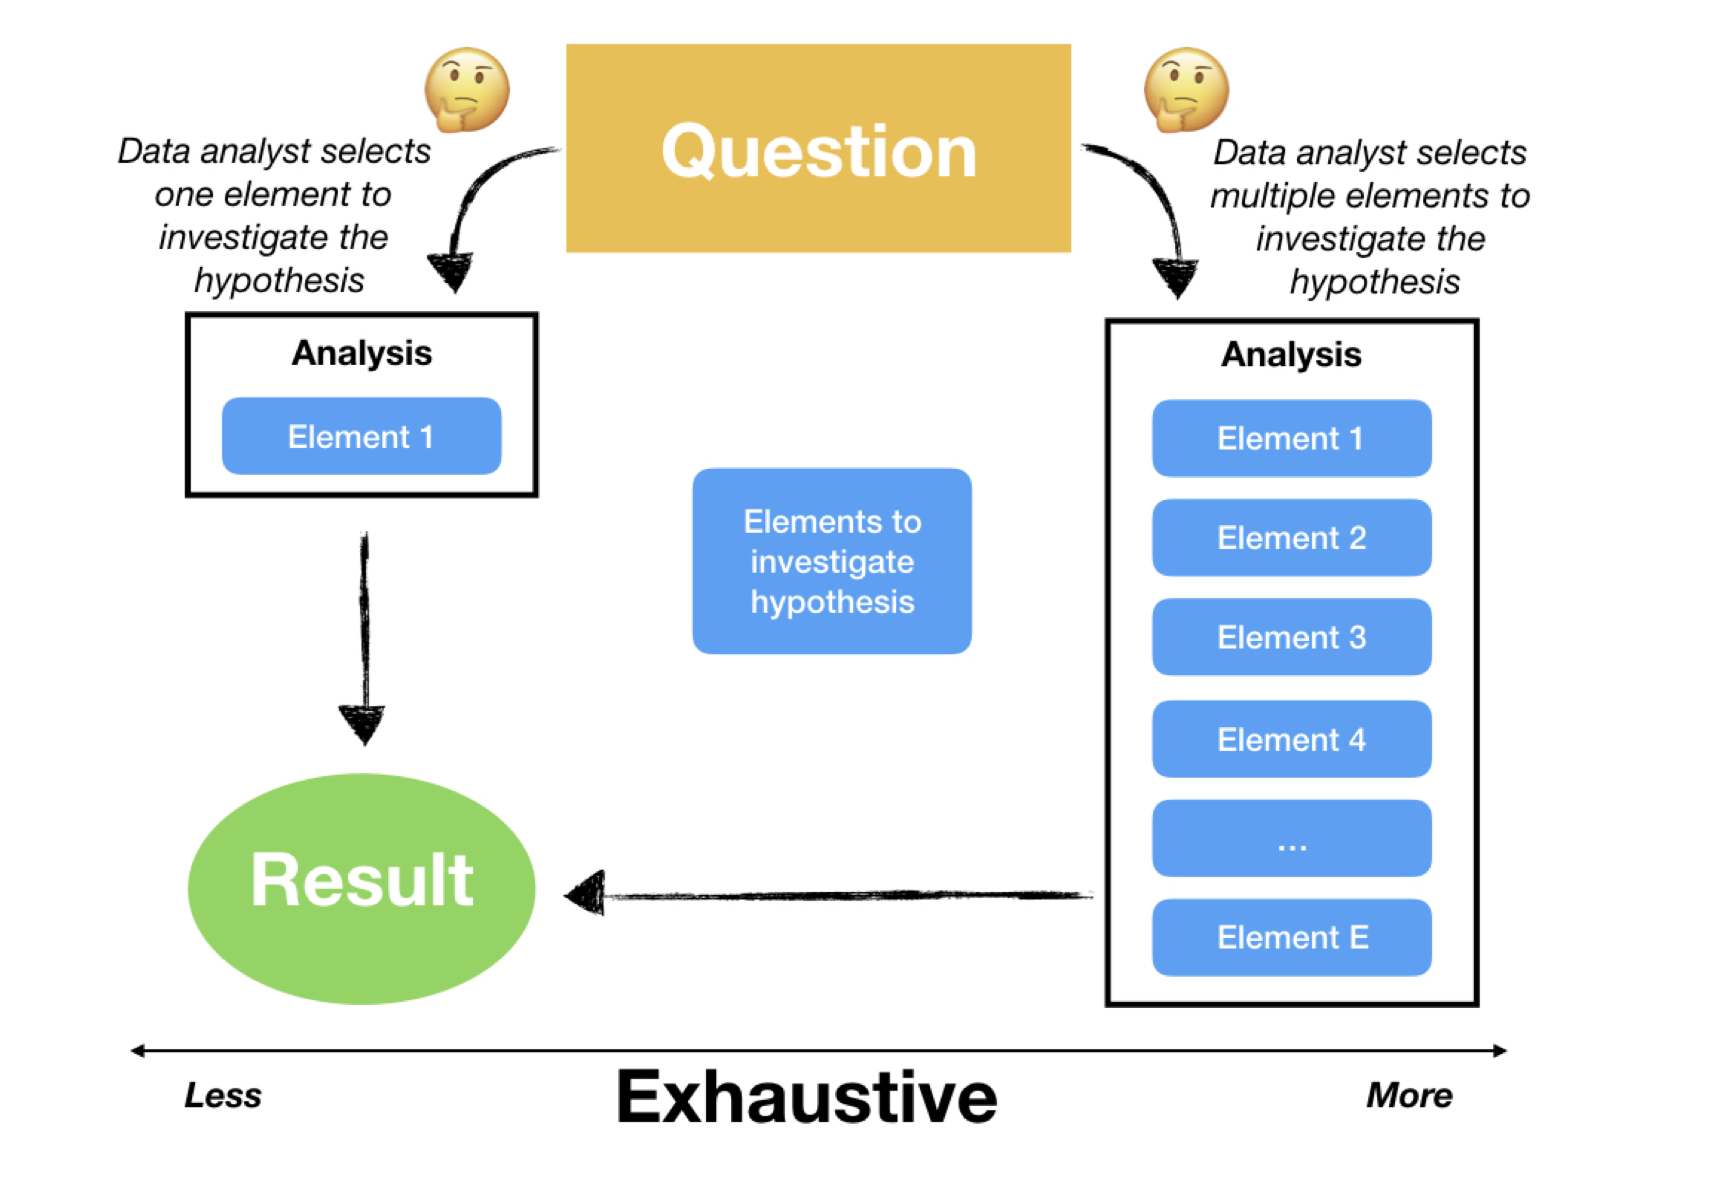 Question
Data analyst selects
one element to
investigate the
hypothesis
Data analyst selects
multiple elements to
investigate the
hypothesis
Analysis
Element 1
Elements to
investigate
hypothesis
Analysis
Element 1
Element 2
Element 3
Element 4
...
Element E
Result
Less
Exhaustive
More